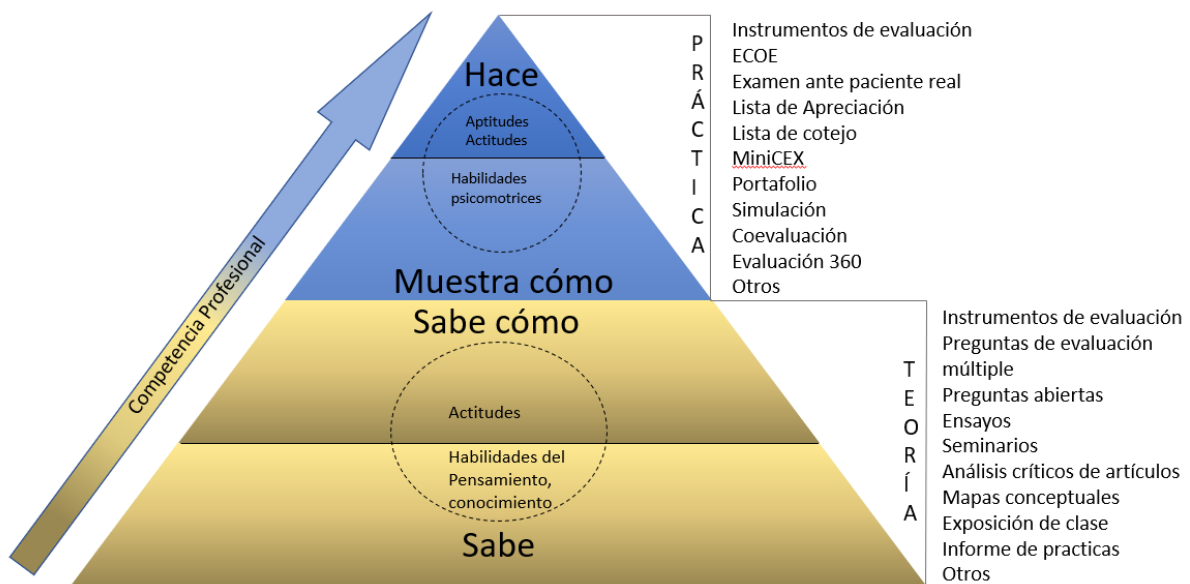 Competencia Profesional
Hace
Aptitudes
Actitudes
Habilidades
psicomotrices
Muestra cómo
Sabe cómo
Actitudes
Habilidades del
Pensamiento,
conocimiento
Sabe
PRÁCTICA
Instrumentos de evaluación
ECOE
Examen ante paciente real
Lista de Apreciación
Lista de cotejo
MiniCEX
Portafolio
Simulación
Coevaluación
Evaluación 360
Otros
TEORÍA
Instrumentos de evaluación
Preguntas de evaluación
múltiple
Preguntas abiertas
Ensayos
Seminarios
Análisis críticos de artículos
Mapas conceptuales
Exposición de clase
Informe de practicas
Otros